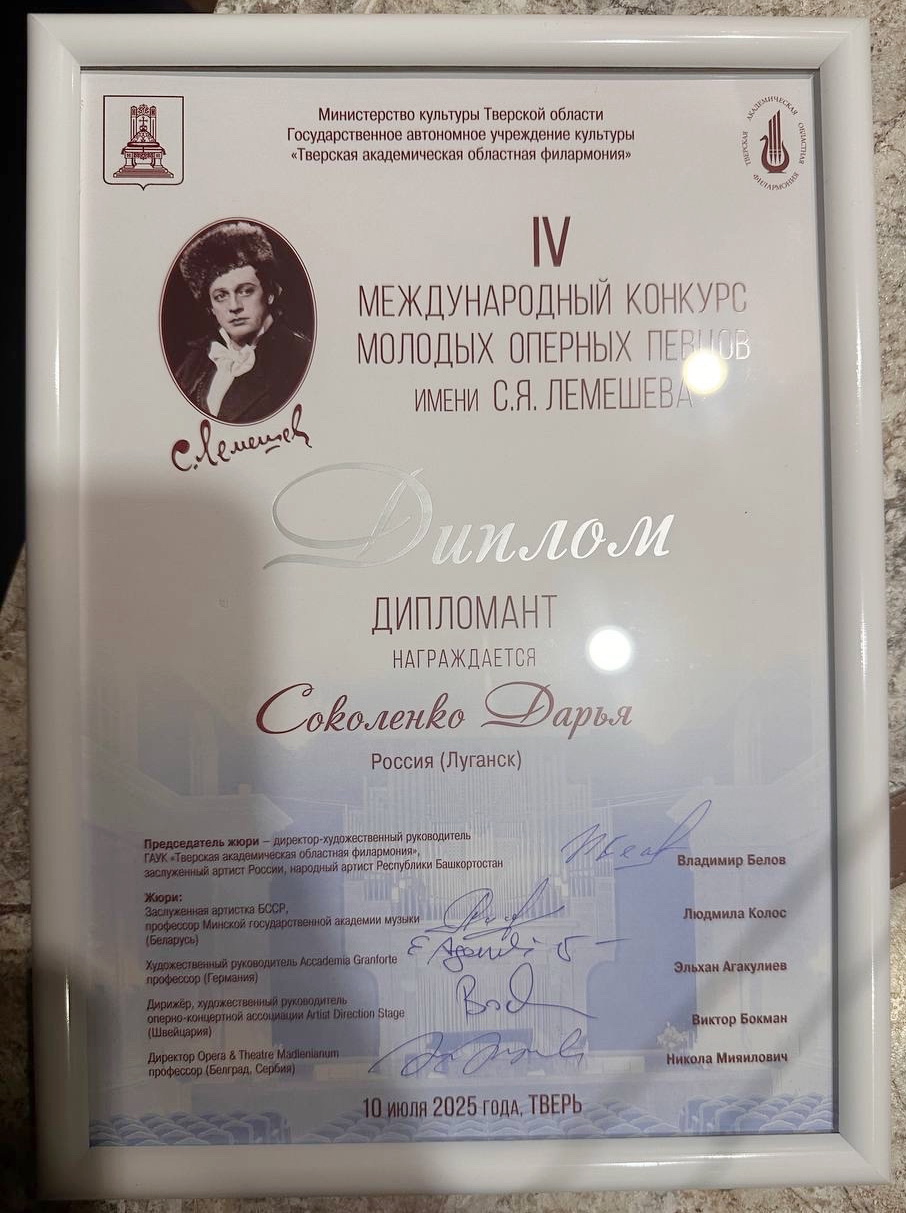 Министерство культуры Тверской области
Государственное автономное учреждение культуры
«Тверская академическая областная филармония»
ТВЕРСКАЯ АКАДЕМИЧЕСКАЯ ОБЛАСТНАЯ ФИЛАРМОНИЯ
IV
МЕЖДУНАРОДНЫЙ КОНКУРС
МОЛОДЫХ ОПЕРНЫХ ПЕВЦОВ
ИМЕНИ С.Я. ЛЕМЕШЕВА
С. Лемешев
Диплом
ДИПЛОМАНТ
НАГРАЖДАЕТСЯ
Соколенко Дарья
Россия (Луганск)
Председатель жюри – директор-художественный руководитель
ГАУК «Тверская академическая областная филармония»,
заслуженный артист России, народный артист Республики Башкортостан
Владимир Белов
Жюри:
Заслуженная артистка БССР,
профессор Минской государственной академии музыки
(Беларусь)
Людмила Колос
Художественный руководитель Accademia Granforte
профессор (Германия)
Эльхан Агакулиев
Дирижёр, художественный руководитель
оперно-концертной ассоциации Artist Direction Stage
(Швейцария)
Виктор Бокман
Директор Opera & Theatre Madlenianum
профессор (Белград, Сербия)
Никола Мияилович
10 ИЮЛЯ 2025 ГОДА, ТВЕРЬ